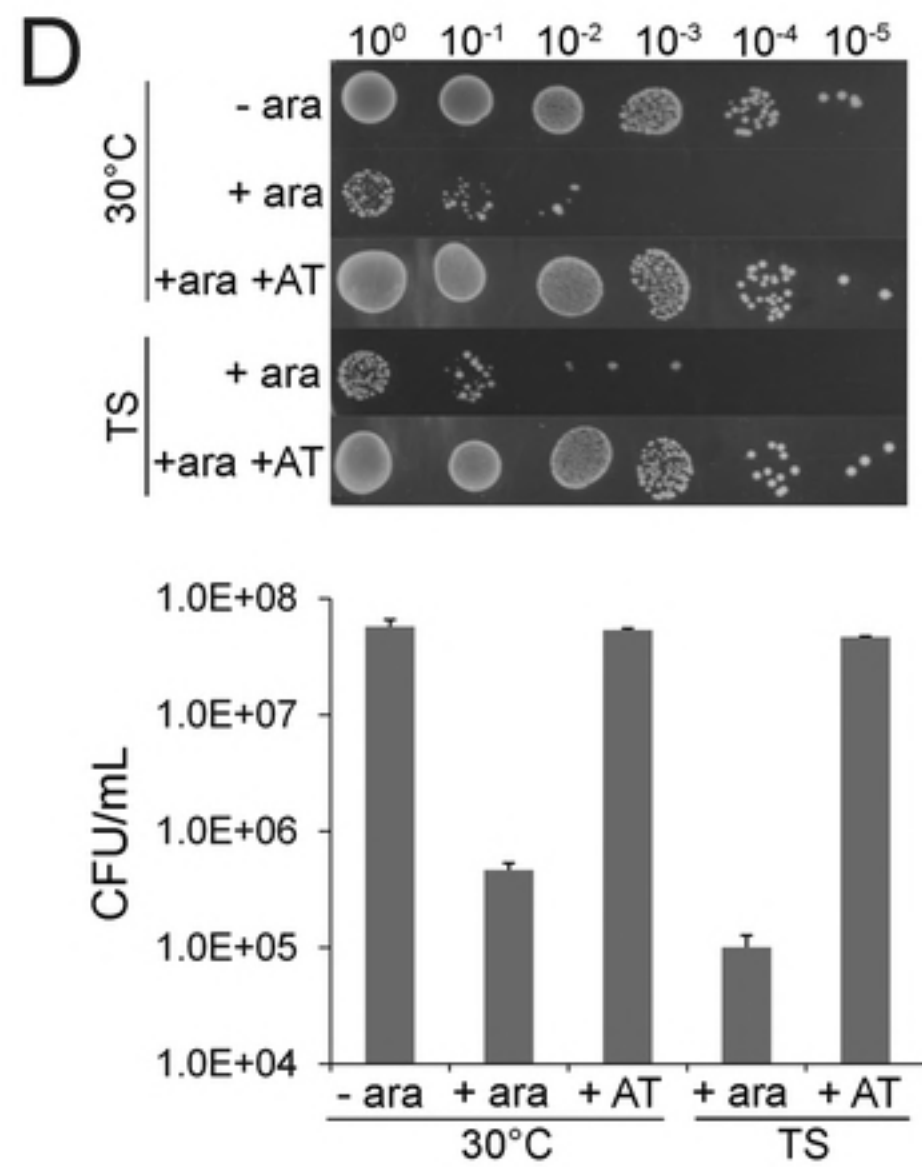 D
10⁰ 10⁻¹ 10⁻² 10⁻³ 10⁻⁴ 10⁻⁵
30°C
- ara
+ ara
+ara +AT
TS
+ ara
+ara +AT
CFU/mL
1.0E+08
1.0E+07
1.0E+06
1.0E+05
1.0E+04
- ara + ara + AT + ara + AT
30°C TS